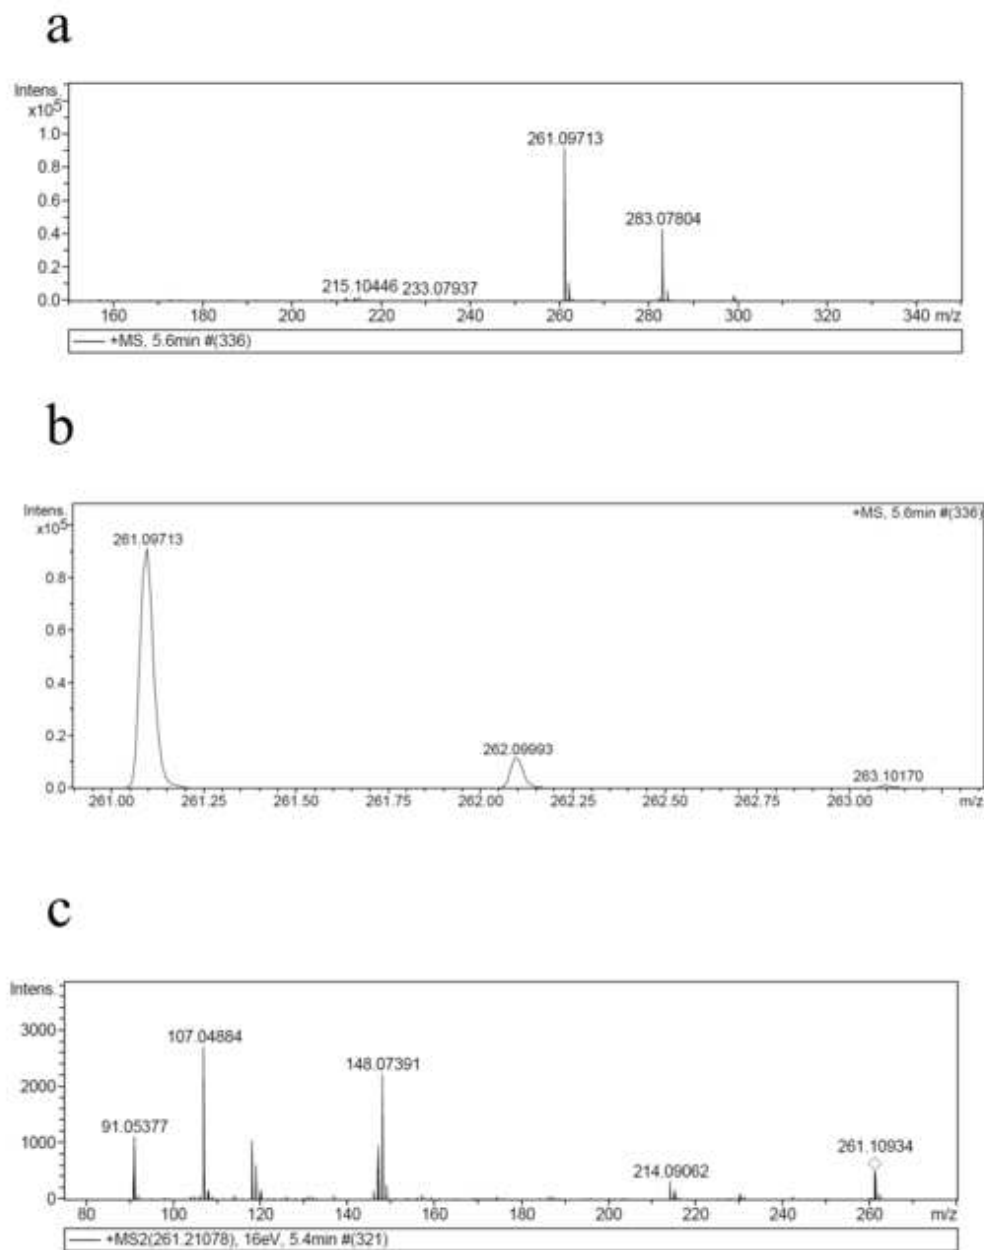 a
Intens.
x10^5
1.0
0.8
0.6
0.4
0.2
0.0
261.09713
283.07804
215.10446 233.07937
160 180 200 220 240 260 280 300 320 340 m/z
+MS, 5.6min #(336)
b
Intens.
x10^5
+MS, 5.6min #(336)
261.09713
0.8
0.6
0.4
0.2
0.0
262.09993
263.10170
261.00 261.25 261.50 261.75 262.00 262.25 262.50 262.75 263.00 m/z
c
Intens.
3000
2000
1000
0
107.04884
148.07391
91.05377
261.10934
214.09062
80 100 120 140 160 180 200 220 240 260 m/z
+MS2(261.21078), 16eV, 5.4min #(321)